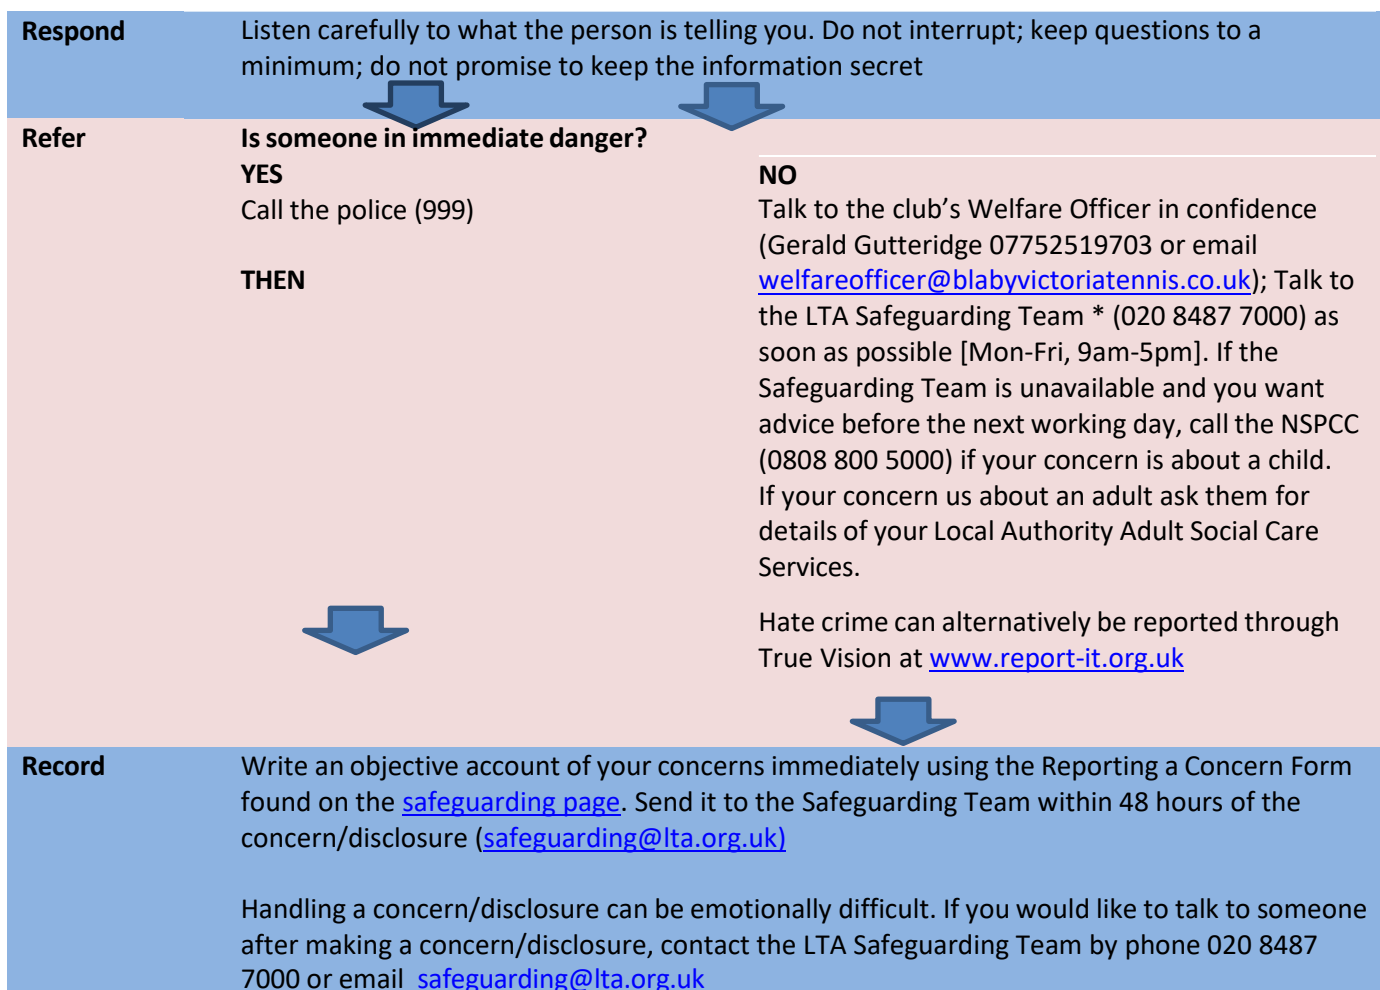 Respond
Listen carefully to what the person is telling you. Do not interrupt; keep questions to a
minimum; do not promise to keep the information secret
Refer
Is someone in immediate danger?
YES
Call the police (999)
THEN
NO
Talk to the club’s Welfare Officer in confidence
(Gerald Gutteridge 07752519703 or email
welfareofficer@blabyvictoriatennis.co.uk); Talk to
the LTA Safeguarding Team * (020 8487 7000) as
soon as possible [Mon-Fri, 9am-5pm]. If the
Safeguarding Team is unavailable and you want
advice before the next working day, call the NSPCC
(0808 800 5000) if your concern is about a child.
If your concern us about an adult ask them for
details of your Local Authority Adult Social Care
Services.
Hate crime can alternatively be reported through
True Vision at www.report-it.org.uk
Record
Write an objective account of your concerns immediately using the Reporting a Concern Form
found on the safeguarding page. Send it to the Safeguarding Team within 48 hours of the
concern/disclosure (safeguarding@lta.org.uk)
Handling a concern/disclosure can be emotionally difficult. If you would like to talk to someone
after making a concern/disclosure, contact the LTA Safeguarding Team by phone 020 8487
7000 or email safeguarding@lta.org.uk